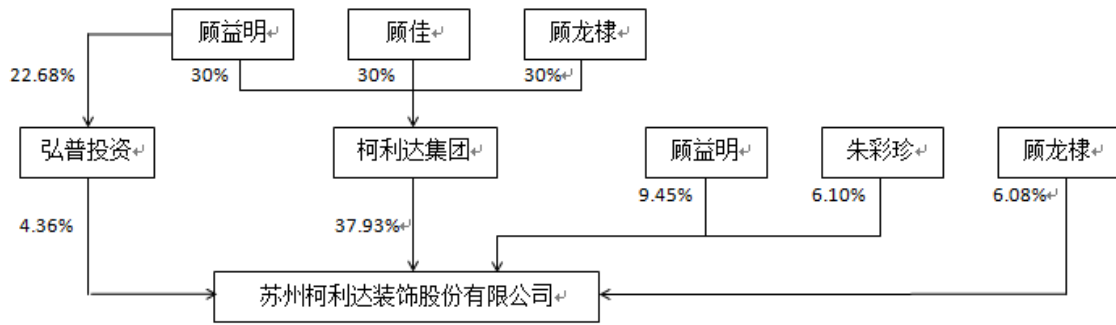 顾益明 顾佳 顾龙棣
22.68% 30% 30% 30%
弘普投资 柯利达集团 顾益明 朱彩珍 顾龙棣
4.36% 37.93% 9.45% 6.10% 6.08%
苏州柯利达装饰股份有限公司